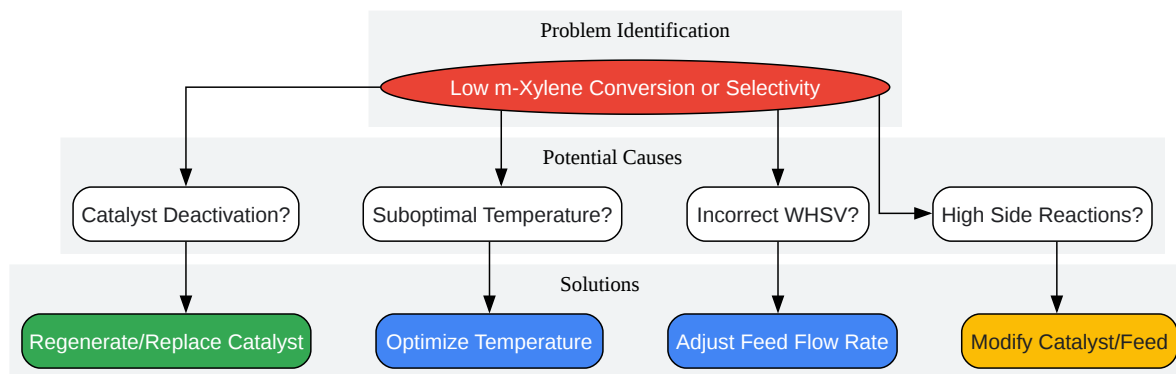 Problem Identification
Low m-Xylene Conversion or Selectivity
Potential Causes
Catalyst Deactivation?
Suboptimal Temperature?
Incorrect WHSV?
High Side Reactions?
Solutions
Regenerate/Replace Catalyst
Optimize Temperature
Adjust Feed Flow Rate
Modify Catalyst/Feed